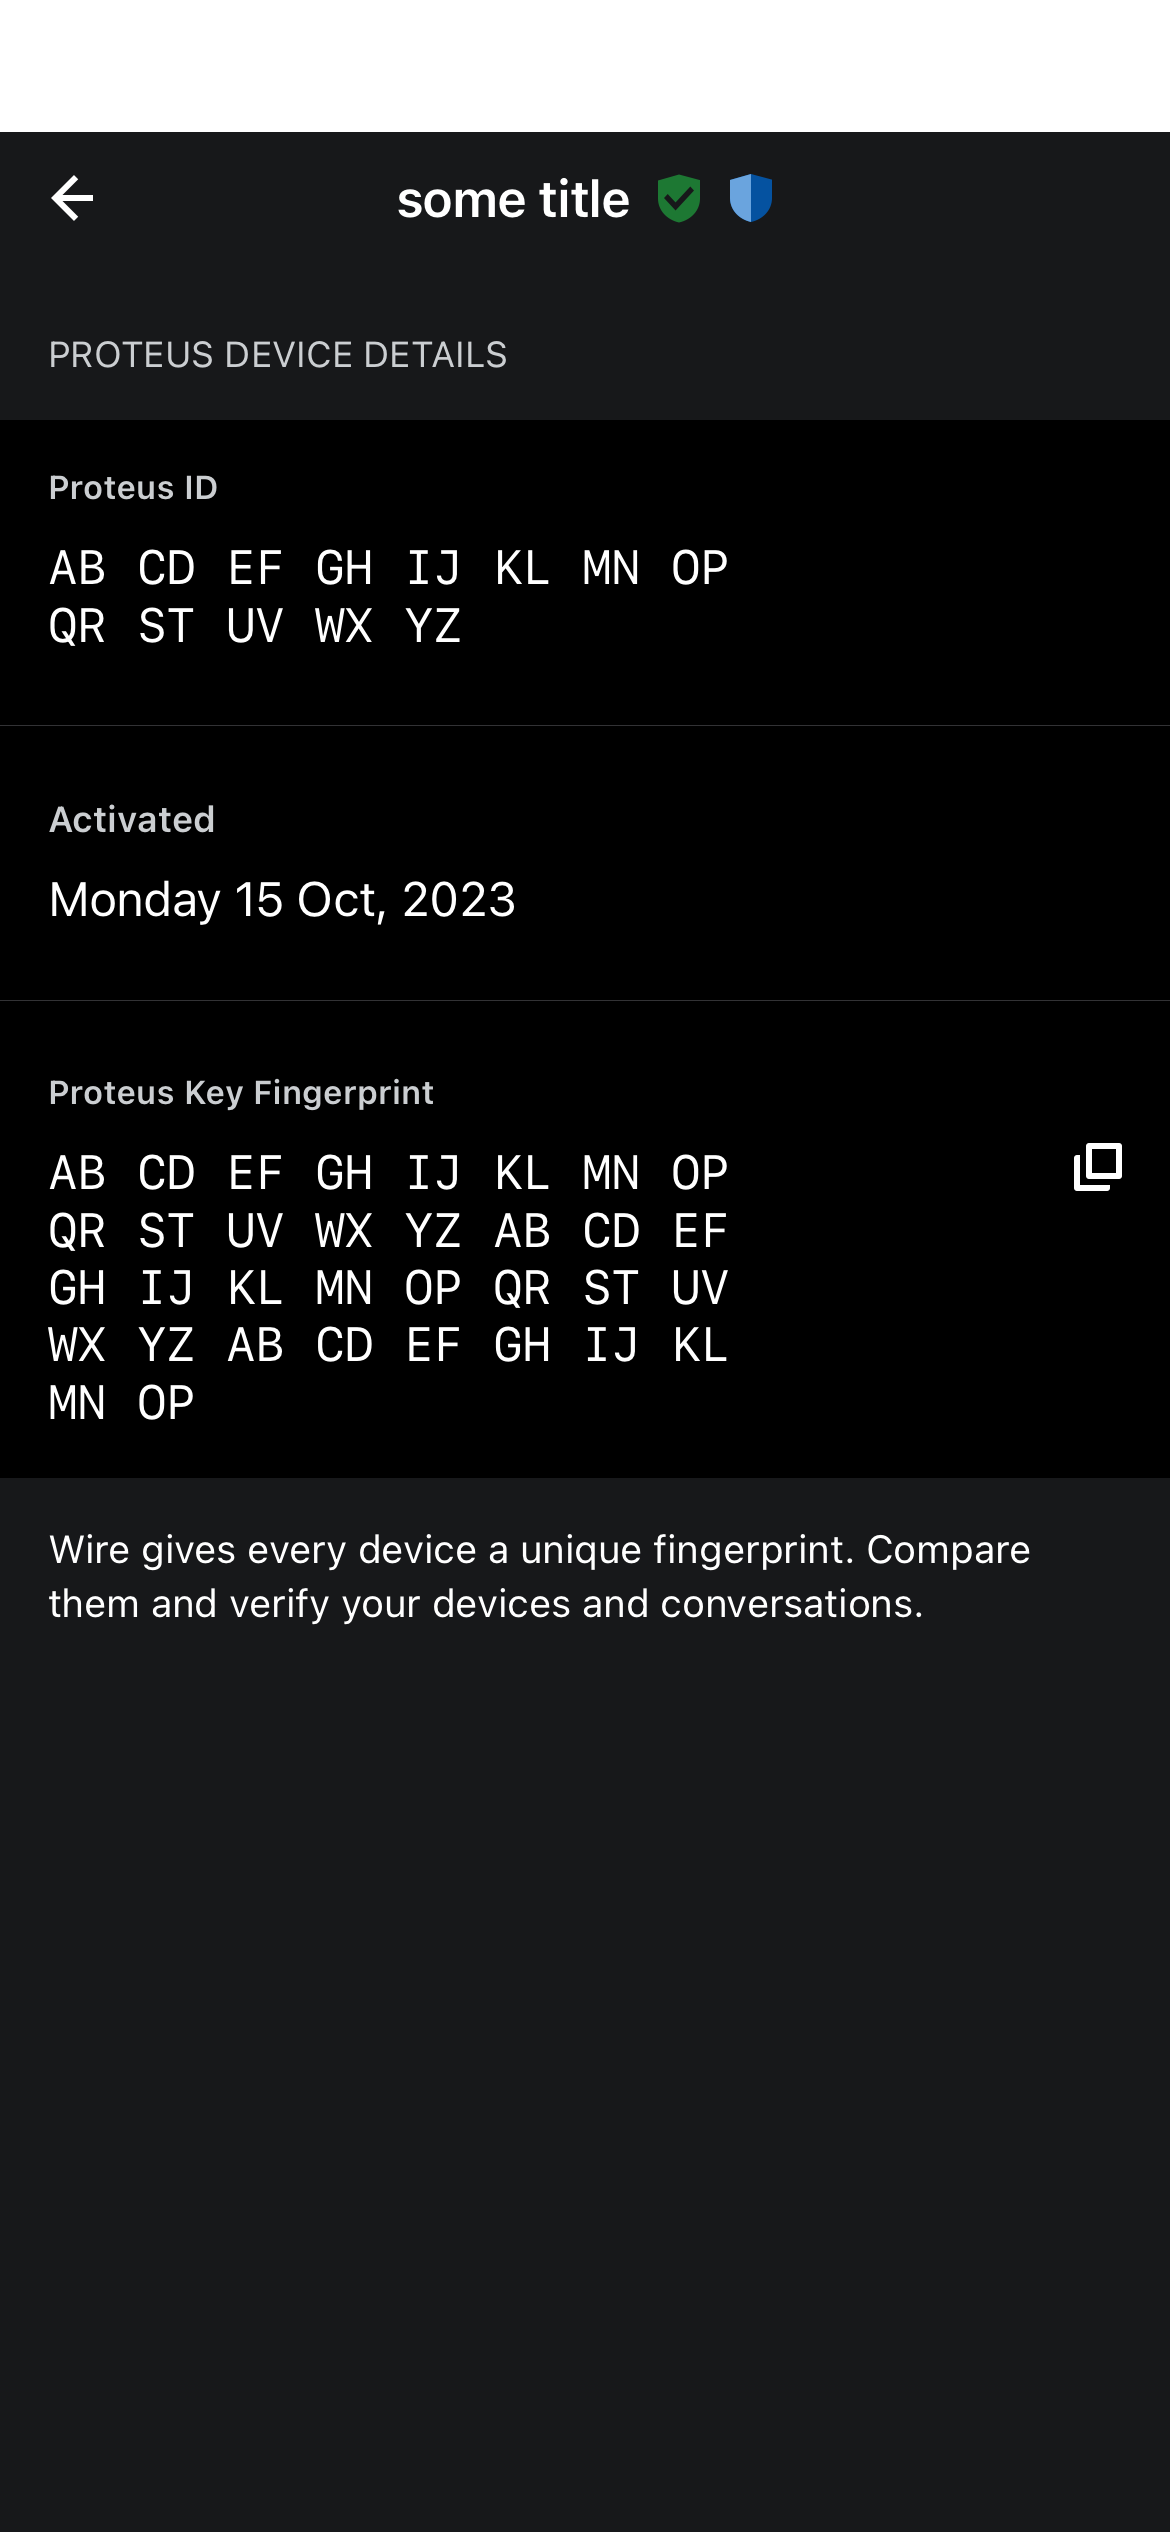 some title
PROTEUS DEVICE DETAILS
Proteus ID
AB CD EF GH IJ KL MN OP
QR ST UV WX YZ
Activated
Monday 15 Oct, 2023
Proteus Key Fingerprint
AB CD EF GH IJ KL MN OP
QR ST UV WX YZ AB CD EF
GH IJ KL MN OP QR ST UV
WX YZ AB CD EF GH IJ KL
MN OP
Wire gives every device a unique fingerprint. Compare
them and verify your devices and conversations.